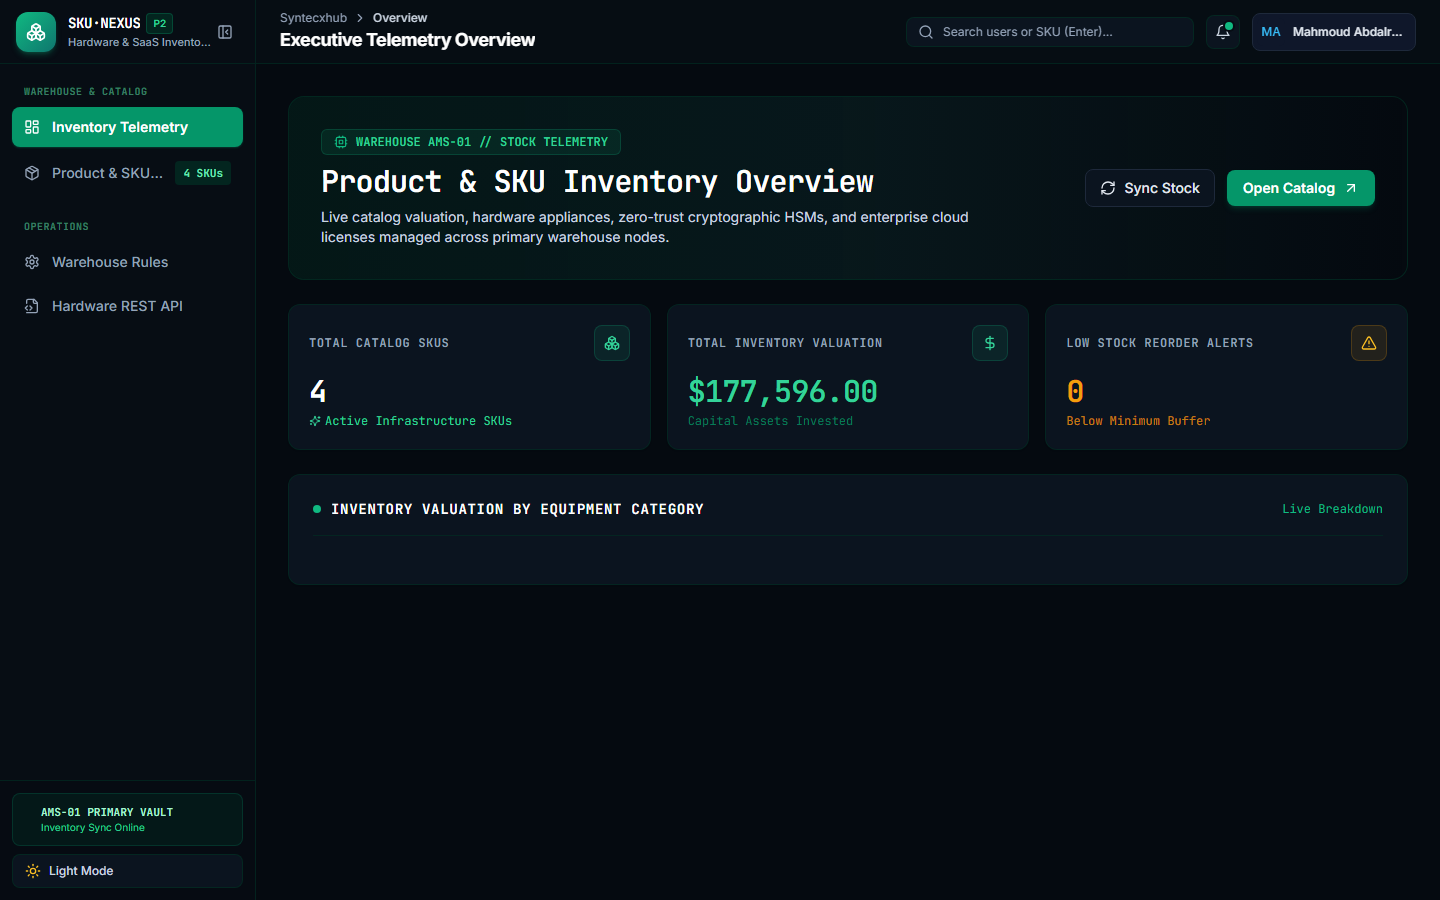 SKU·NEXUS P2
Hardware & SaaS Invento...
WAREHOUSE & CATALOG
Inventory Telemetry
Product & SKU... 4 SKUs
OPERATIONS
Warehouse Rules
Hardware REST API
AMS-01 PRIMARY VAULT
Inventory Sync Online
Light Mode
Syntecxhub > Overview
Executive Telemetry Overview
Search users or SKU (Enter)...
MA Mahmoud Abdalr...
WAREHOUSE AMS-01 // STOCK TELEMETRY
Product & SKU Inventory Overview
Live catalog valuation, hardware appliances, zero-trust cryptographic HSMs, and enterprise cloud
licenses managed across primary warehouse nodes.
Sync Stock
Open Catalog
TOTAL CATALOG SKUS
4
Active Infrastructure SKUs
TOTAL INVENTORY VALUATION
$177,596.00
Capital Assets Invested
LOW STOCK REORDER ALERTS
0
Below Minimum Buffer
INVENTORY VALUATION BY EQUIPMENT CATEGORY
Live Breakdown